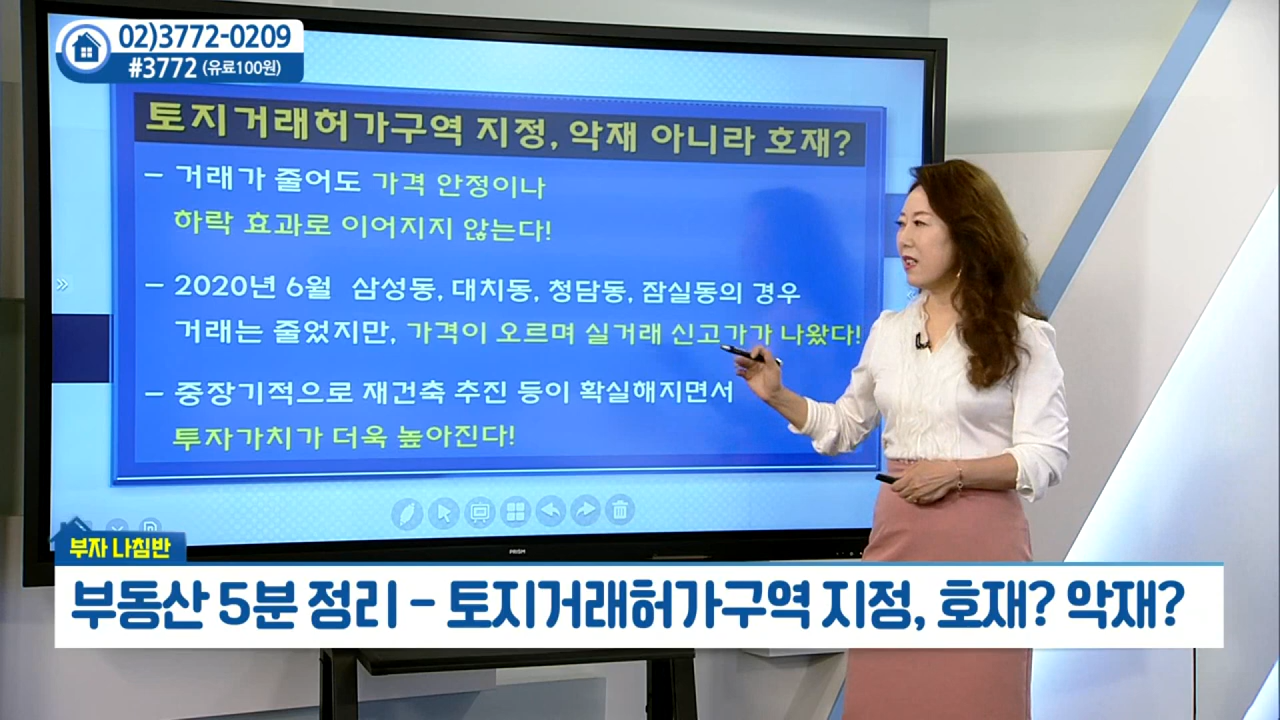 02)3772-0209
#3772 (유료100원)
토지거래허가구역 지정, 악재 아니라 호재?
- 거래가 줄어도 가격 안정이나
하락 효과로 이어지지 않는다!
- 2020년 6월 삼성동, 대치동, 청담동, 잠실동의 경우
거래는 줄었지만, 가격이 오르며 실거래 신고가가 나왔다!
- 중장기적으로 재건축 추진 등이 확실해지면서
투자가치가 더욱 높아진다!
PRISM
부자 나침반
부동산 5분 정리 - 토지거래허가구역 지정, 호재? 악재?